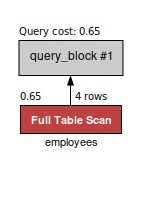 Query cost: 0.65
query_block #1
0.65 4 rows
Full Table Scan
employees